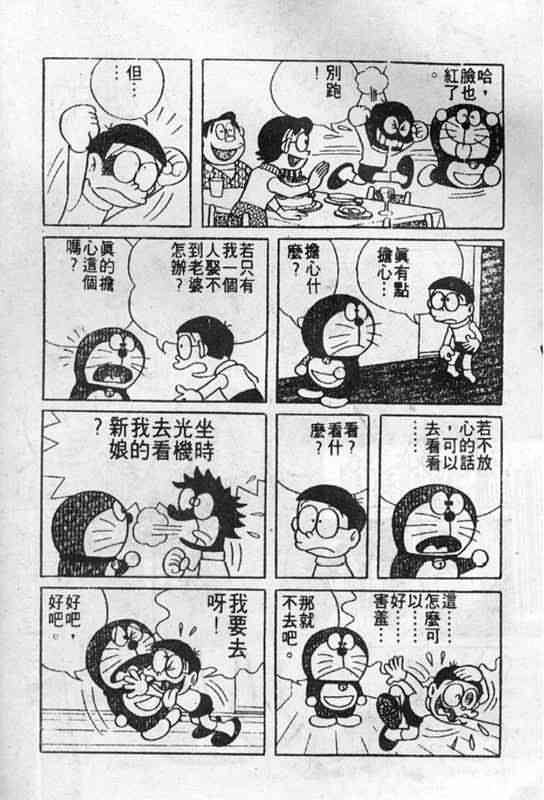 哈，
臉也
紅了
。
別跑
！
但…
…
真有點
擔心…
擔心什
麼？
若只有
我一個
人娶不
到老婆
怎辦？
真的擔
心這個
嗎？
若不放
心的話
，可以
去看看
……
看？
看什
麼？
坐時
光機
去看
我的
新娘
？
這……
怎麼可
以……
好……
害羞…
那就
不去吧。
我要去
呀！
好吧，
好吧。